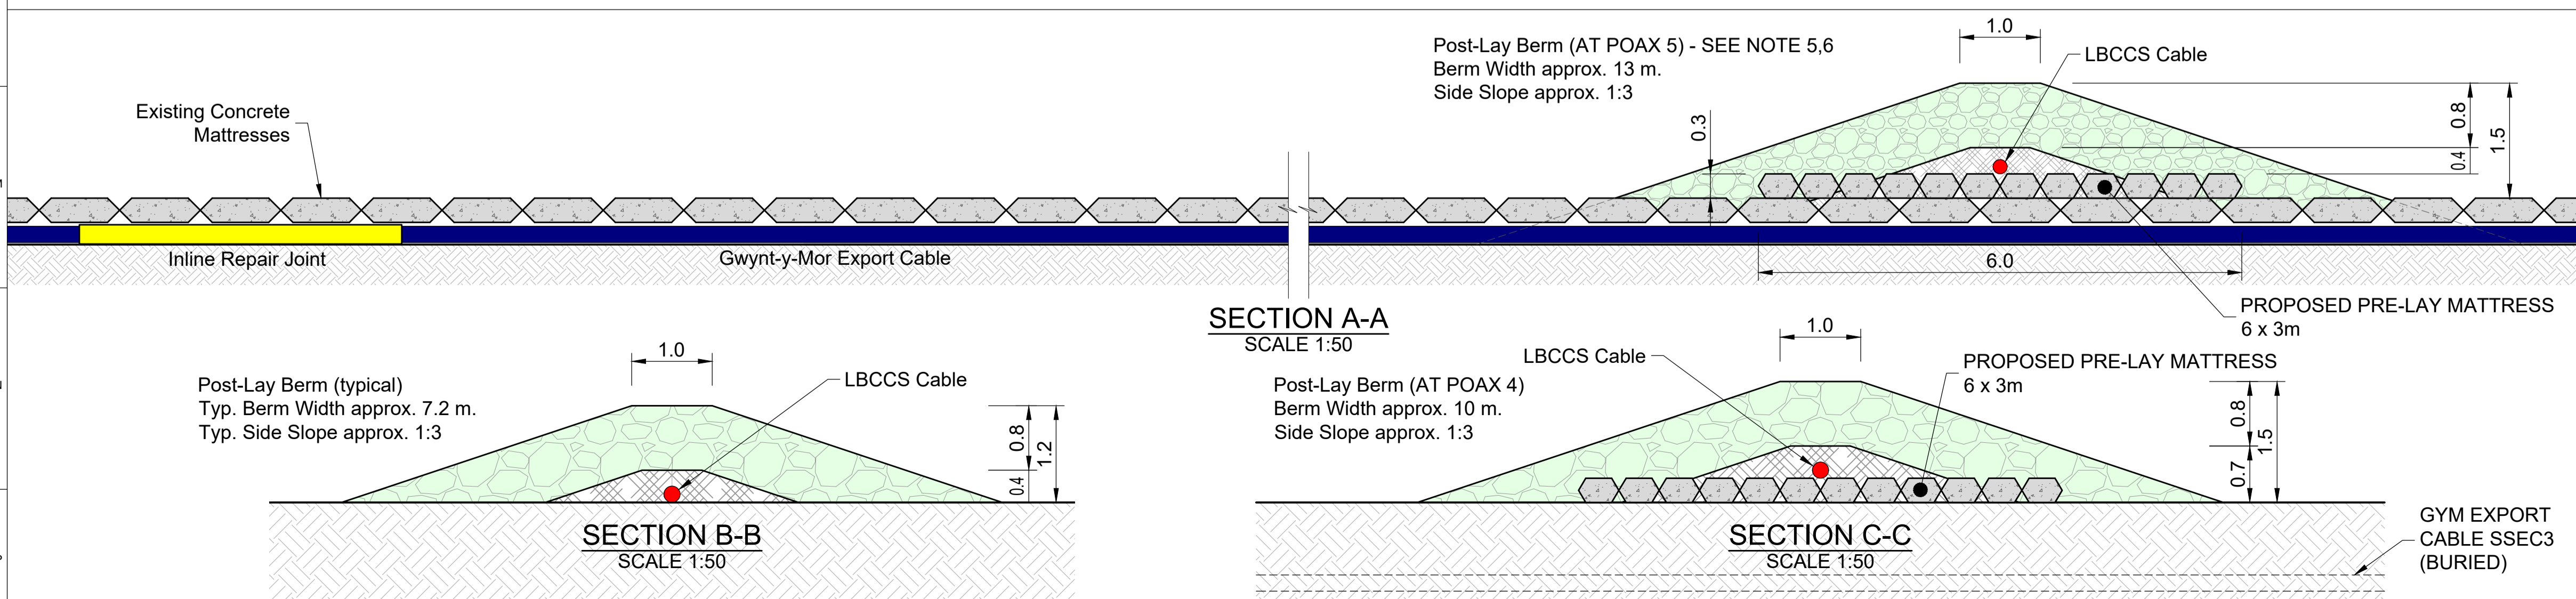 Post-Lay Berm (AT POAX 5) - SEE NOTE 5,6
Berm Width approx. 13 m.
Side Slope approx. 1:3
1.0
LBCCS Cable
Existing Concrete
Mattresses
0.3
0.8
0.4
1.5
Inline Repair Joint
Gwynt-y-Mor Export Cable
6.0
PROPOSED PRE-LAY MATTRESS
6 x 3m
SECTION A-A
SCALE 1:50
Post-Lay Berm (typical)
Typ. Berm Width approx. 7.2 m.
Typ. Side Slope approx. 1:3
1.0
LBCCS Cable
0.8
0.4
1.2
SECTION B-B
SCALE 1:50
Post-Lay Berm (AT POAX 4)
Berm Width approx. 10 m.
Side Slope approx. 1:3
LBCCS Cable
1.0
PROPOSED PRE-LAY MATTRESS
6 x 3m
0.8
0.7
1.5
SECTION C-C
SCALE 1:50
GYM EXPORT
CABLE SSEC3
(BURIED)